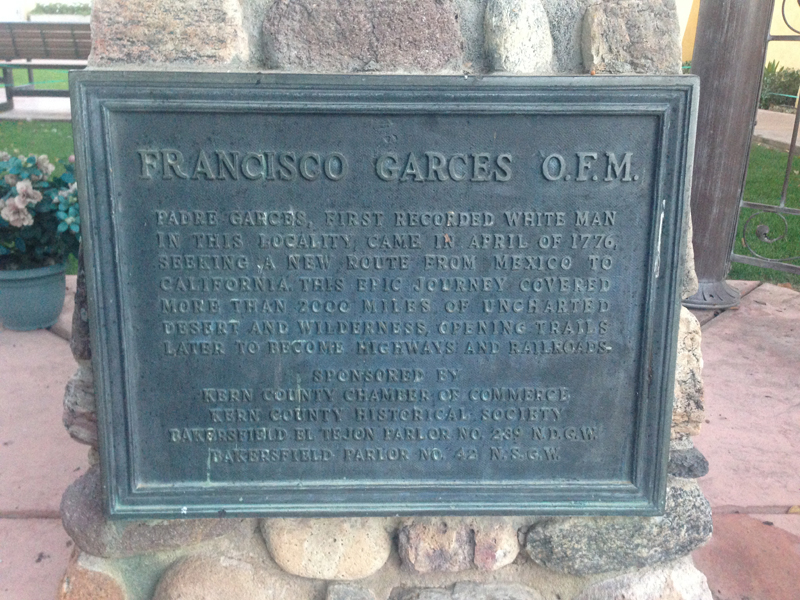 FRANCISCO GARCES O.F.M.
PADRE GARCES, FIRST RECORDED WHITE MAN
IN THIS LOCALITY, CAME IN APRIL OF 1776,
SEEKING A NEW ROUTE FROM MEXICO TO
CALIFORNIA. THIS EPIC JOURNEY COVERED
MORE THAN 2000 MILES OF UNCHARTED
DESERT AND WILDERNESS, OPENING TRAILS
LATER TO BECOME HIGHWAYS AND RAILROADS.
SPONSORED BY
KERN COUNTY CHAMBER OF COMMERCE
KERN COUNTY HISTORICAL SOCIETY
BAKERSFIELD EL TEJON PARLOR NO. 239 N.D.G.W.
BAKERSFIELD PARLOR NO. 42 N.S.G.W.